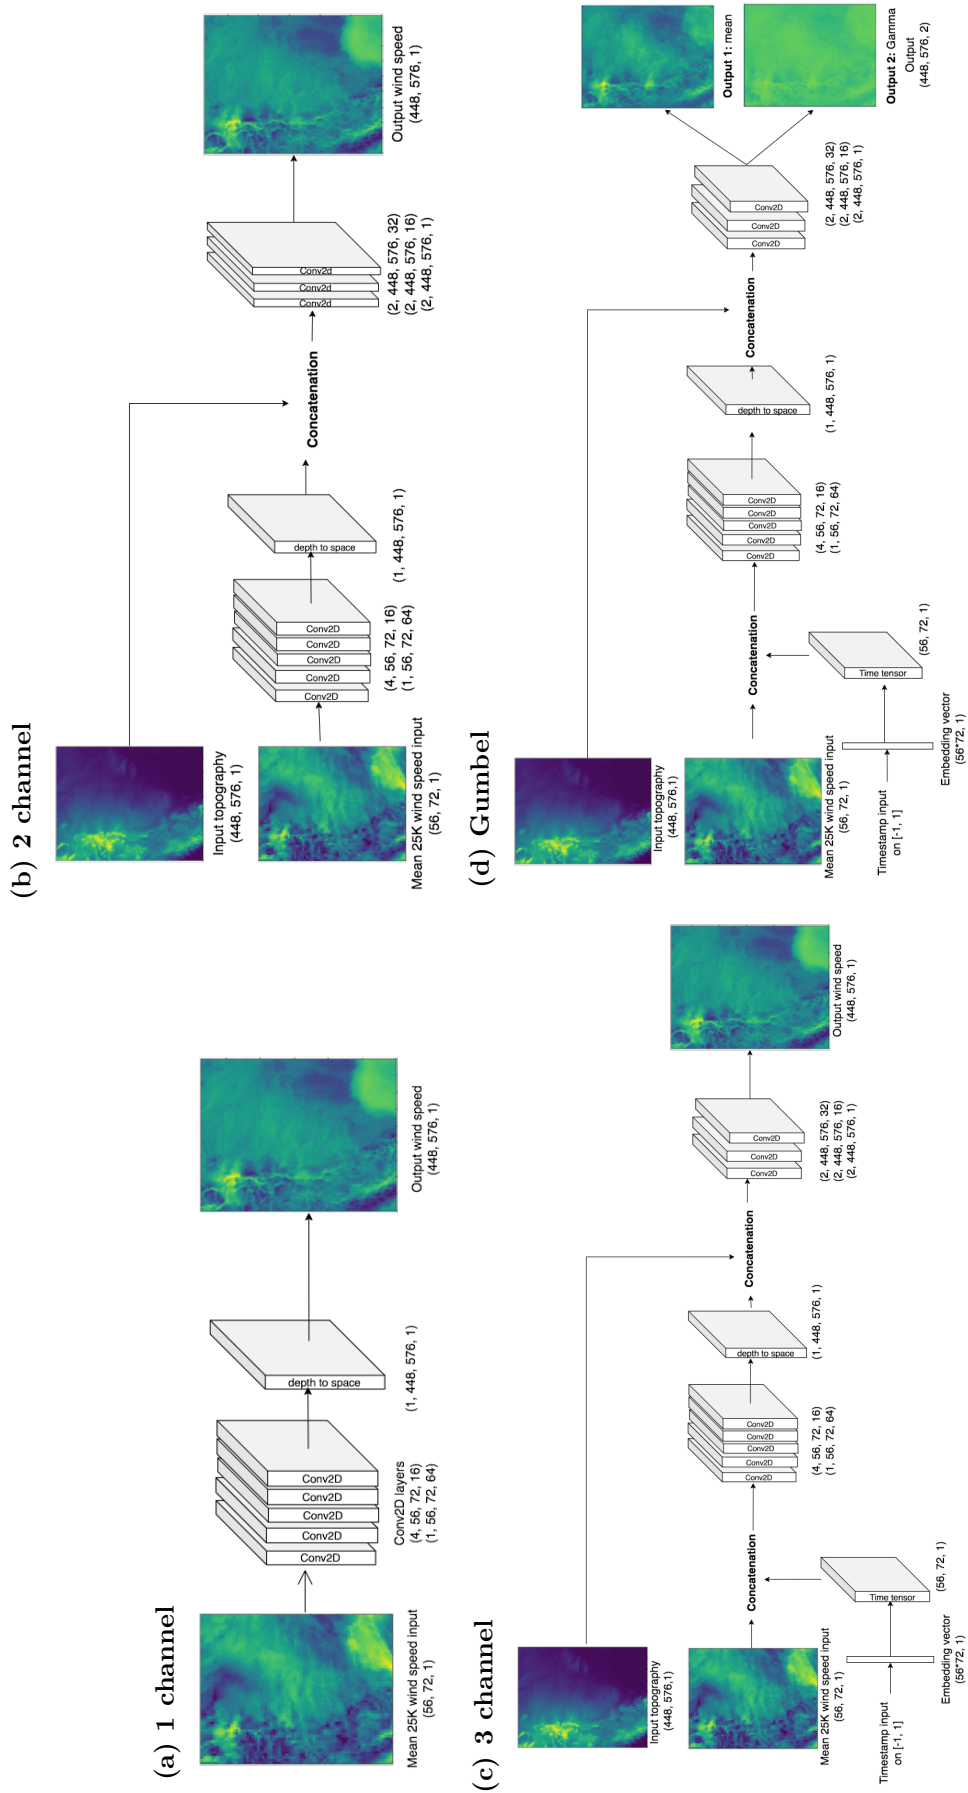 (a) 1 channel
Mean 25K wind speed input
(56, 72, 1)
Conv2D
Conv2D
Conv2D
Conv2D
Conv2D
Conv2D layers
(4, 56, 72, 16)
(1, 56, 72, 64)
depth to space
(1, 448, 576, 1)
Output wind speed
(448, 576, 1)
(b) 2 channel
Input topography
(448, 576, 1)
Mean 25K wind speed input
(56, 72, 1)
Conv2D
Conv2D
Conv2D
Conv2D
Conv2D
(4, 56, 72, 16)
(1, 56, 72, 64)
depth to space
(1, 448, 576, 1)
Concatenation
Conv2d
Conv2d
Conv2d
(2, 448, 576, 32)
(2, 448, 576, 16)
(2, 448, 576, 1)
Output wind speed
(448, 576, 1)
(c) 3 channel
Input topography
(448, 576,1)
Mean 25K wind speed input
(56, 72, 1)
Timestamp input
on [-1, 1]
Embedding vector
(56*72, 1)
Time tensor
(56, 72, 1)
Concatenation
Conv2D
Conv2D
Conv2D
Conv2D
Conv2D
(4, 56, 72, 16)
(1, 56, 72, 64)
depth to space
(1, 448, 576, 1)
Concatenation
Conv2D
Conv2D
Conv2D
(2, 448, 576, 32)
(2, 448, 576, 16)
(2, 448, 576, 1)
Output wind speed
(448, 576, 1)
(d) Gumbel
Input topography
(448, 576,1)
Mean 25K wind speed input
(56, 72, 1)
Timestamp input
on [-1, 1]
Embedding vector
(56*72, 1)
Time tensor
(56, 72, 1)
Concatenation
Conv2D
Conv2D
Conv2D
Conv2D
Conv2D
(4, 56, 72, 16)
(1, 56, 72, 64)
depth to space
(1, 448, 576, 1)
Concatenation
Conv2D
Conv2D
Conv2D
(2, 448, 576, 32)
(2, 448, 576, 16)
(2, 448, 576, 1)
Output 1: mean
Output 2: Gamma
Output
(448, 576, 2)